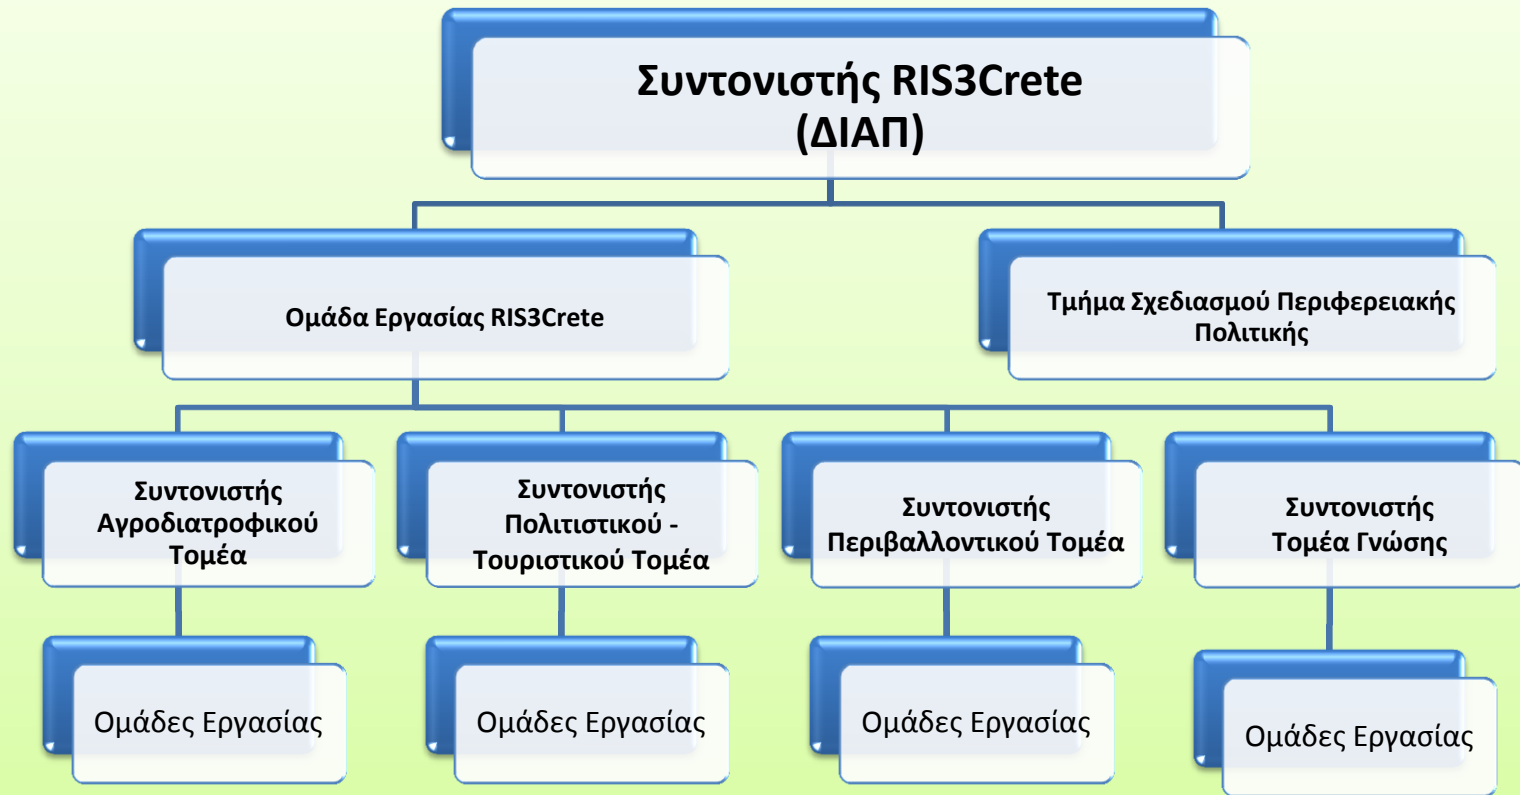 Συντονιστής RIS3Crete
(ΔΙΑΠ)
Ομάδα Εργασίας RIS3Crete
Τμήμα Σχεδιασμού Περιφερειακής
Πολιτικής
Συντονιστής
Αγροδιατροφικού
Τομέα
Συντονιστής
Πολιτιστικού -
Τουριστικού Τομέα
Συντονιστής
Περιβαλλοντικού Τομέα
Συντονιστής
Τομέα Γνώσης
Ομάδες Εργασίας
Ομάδες Εργασίας
Ομάδες Εργασίας
Ομάδες Εργασίας